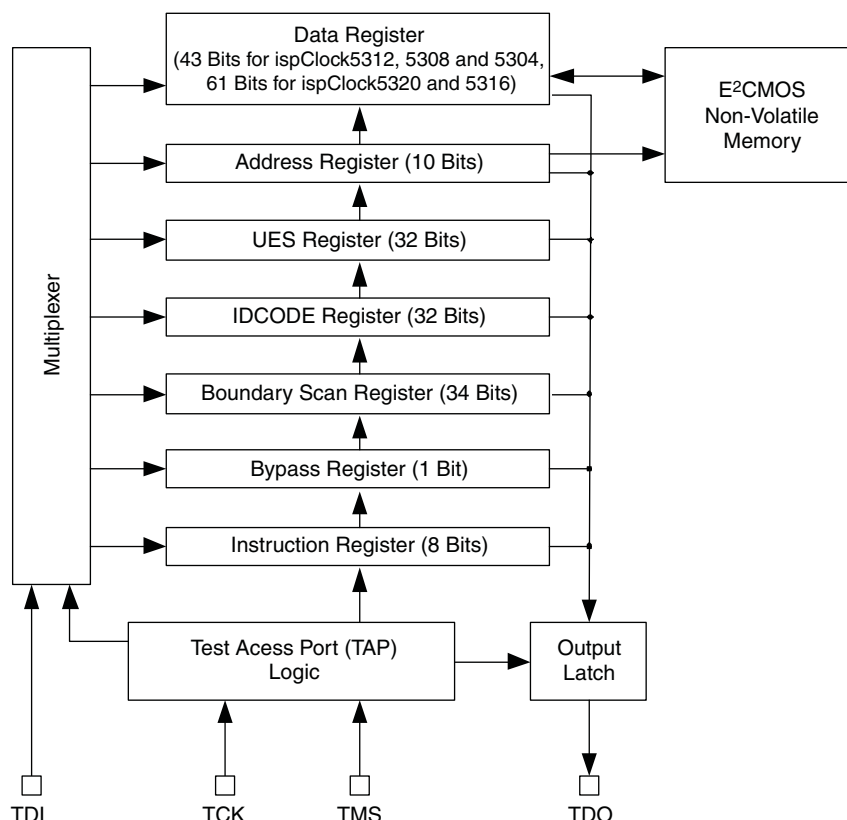 Data Register
(43 Bits for ispClock5312, 5308 and 5304,
61 Bits for ispClock5320 and 5316)
E²CMOS
Non-Volatile
Memory
Address Register (10 Bits)
UES Register (32 Bits)
IDCODE Register (32 Bits)
Multiplexer
Boundary Scan Register (34 Bits)
Bypass Register (1 Bit)
Instruction Register (8 Bits)
Test Acess Port (TAP)
Logic
Output
Latch
TDI
TCK
TMS
TDO